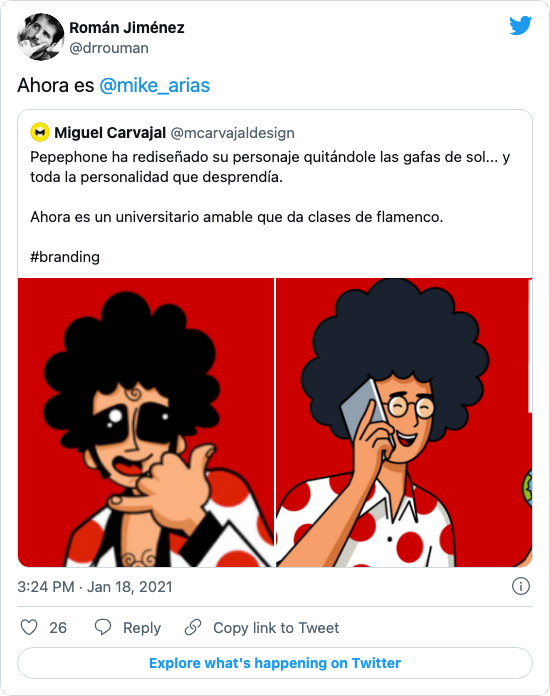 Román Jiménez
@drrouman
Ahora es @mike_arias
Miguel Carvajal @mcarvajaldesign
Pepephone ha rediseñado su personaje quitándole las gafas de sol... y
toda la personalidad que desprendía.
Ahora es un universitario amable que da clases de flamenco.
#branding
3:24 PM · Jan 18, 2021
26 Reply Copy link to Tweet
Explore what's happening on Twitter